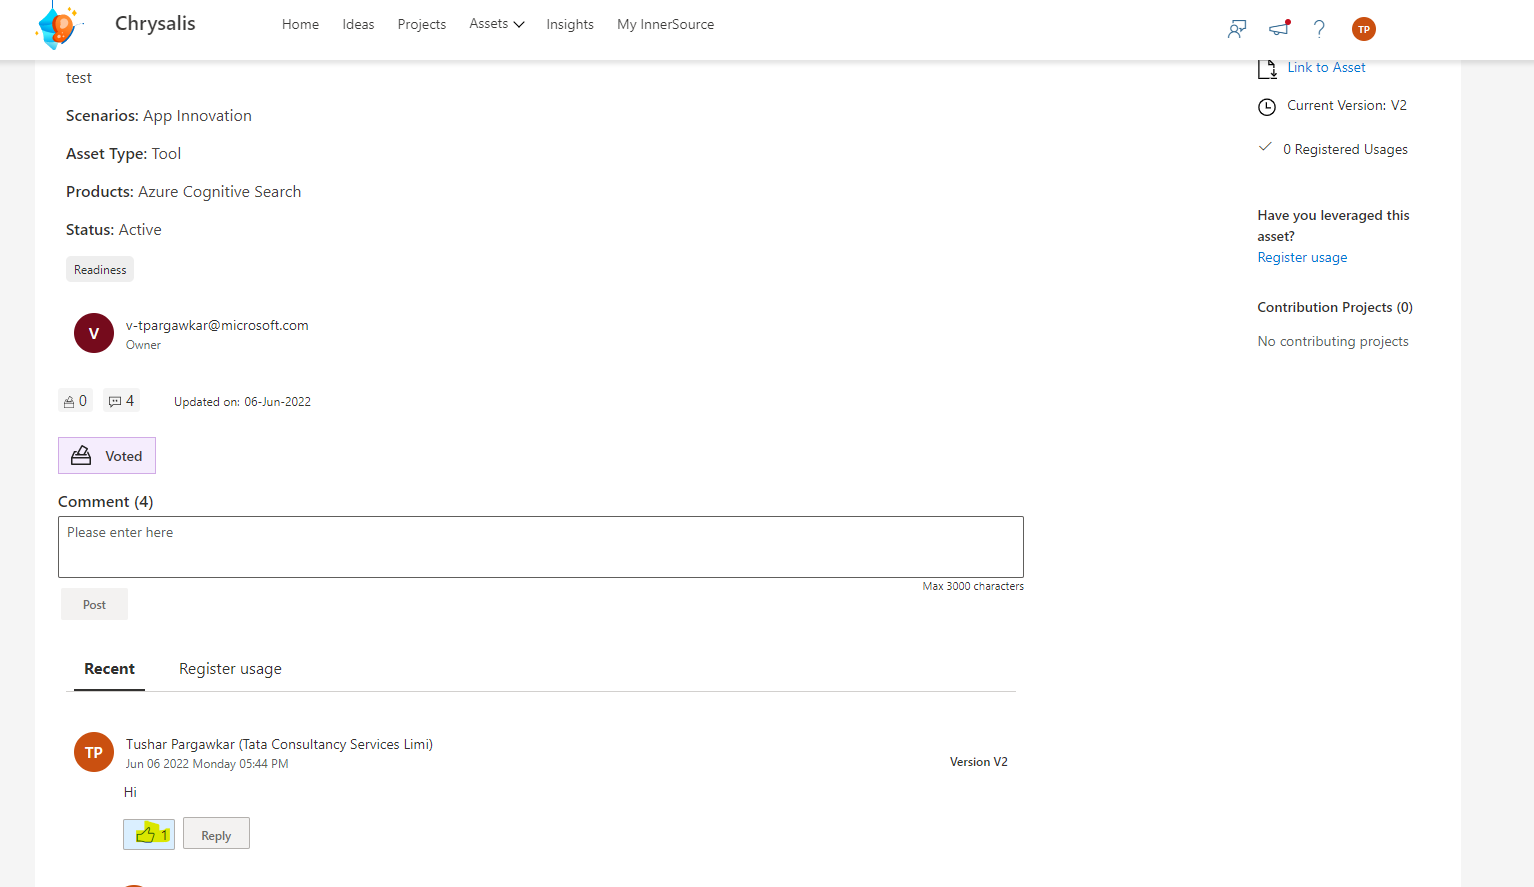 Chrysalis
Home Ideas Projects Assets Insights My InnerSource
TP
test
Scenarios: App Innovation
Asset Type: Tool
Products: Azure Cognitive Search
Status: Active
Readiness
V
v-tpargawkar@microsoft.com
Owner
0 4 Updated on: 06-Jun-2022
Voted
Comment (4)
Please enter here
Max 3000 characters
Post
Recent Register usage
TP
Tushar Pargawkar (Tata Consultancy Services Limi)
Jun 06 2022 Monday 05:44 PM
Version V2
Hi
1 Reply
Link to Asset
Current Version: V2
0 Registered Usages
Have you leveraged this
asset?
Register usage
Contribution Projects (0)
No contributing projects